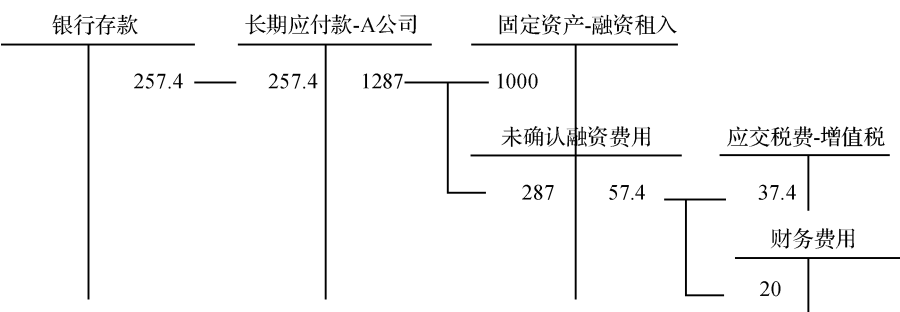 银行存款 长期应付款-A公司 固定资产-融资租入
257.4 257.4 1287 1000
未确认融资费用 应交税费-增值税
287 57.4 37.4
财务费用
20